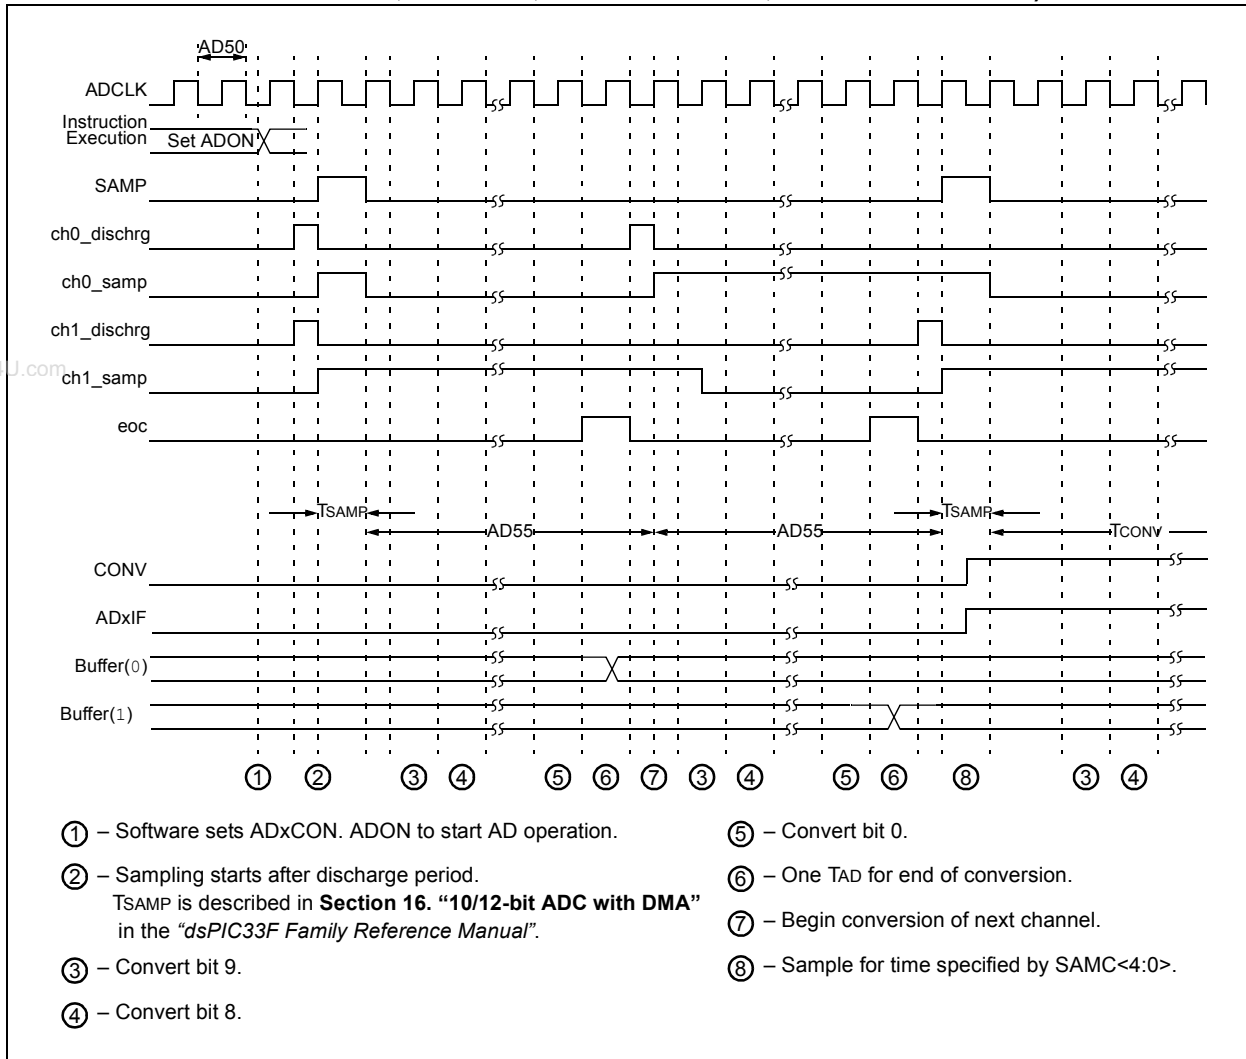 AD50
ADCLK
Instruction
Execution
Set ADON
SAMP
ch0_dischrg
ch0_samp
ch1_dischrg
U.com
ch1_samp
eoc
TSAMP
TSAMP
AD55
AD55
TCONV
CONV
ADxIF
Buffer(0)
Buffer(1)
① ② ③ ④ ⑤ ⑥ ⑦ ③ ④ ⑤ ⑥ ⑧ ③ ④
① – Software sets ADxCON. ADON to start AD operation.
② – Sampling starts after discharge period.
TSAMP is described in Section 16. “10/12-bit ADC with DMA”
in the “dsPIC33F Family Reference Manual”.
③ – Convert bit 9.
④ – Convert bit 8.
⑤ – Convert bit 0.
⑥ – One TAD for end of conversion.
⑦ – Begin conversion of next channel.
⑧ – Sample for time specified by SAMC<4:0>.